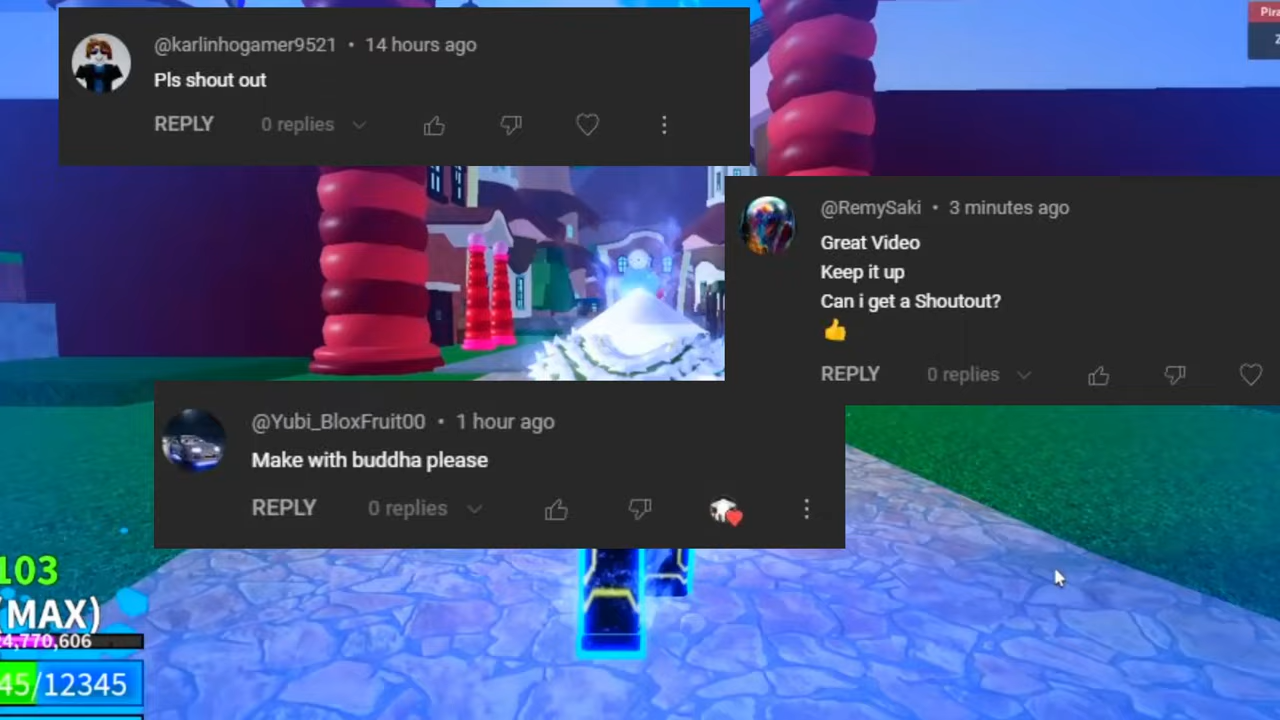 @karlinhogamer9521 • 14 hours ago
Pls shout out
REPLY 0 replies
@RemySaki • 3 minutes ago
Great Video
Keep it up
Can i get a Shoutout?
👍
REPLY 0 replies
@Yubi_BloxFruit00 • 1 hour ago
Make with buddha please
REPLY 0 replies
103
(MAX)
4,770,606
45/12345